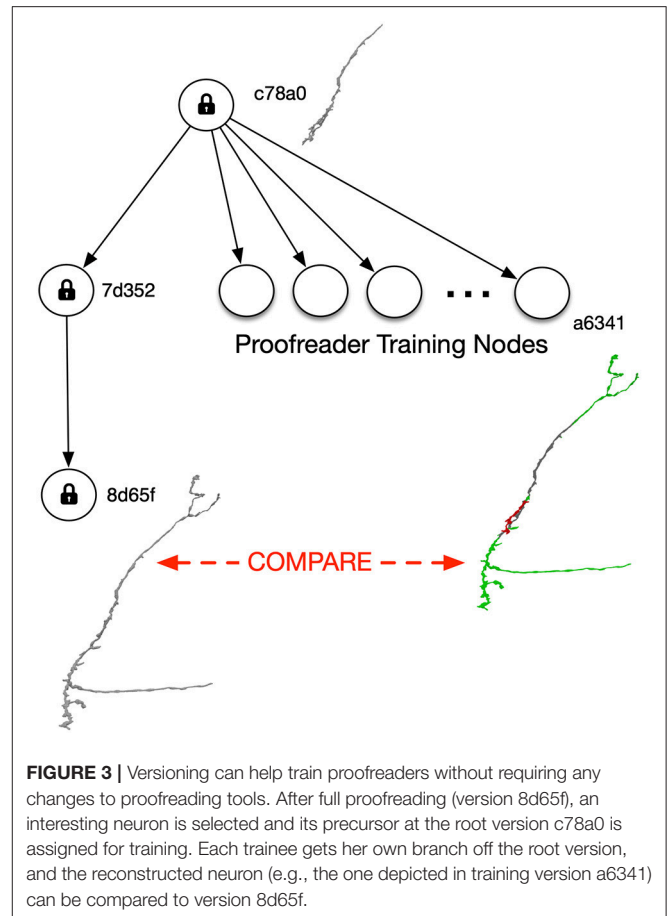 c78a0
7d352
a6341
Proofreader Training Nodes
8d65f
COMPARE
FIGURE 3 | Versioning can help train proofreaders without requiring any
changes to proofreading tools. After full proofreading (version 8d65f), an
interesting neuron is selected and its precursor at the root version c78a0 is
assigned for training. Each trainee gets her own branch off the root version,
and the reconstructed neuron (e.g., the one depicted in training version a6341)
can be compared to version 8d65f.